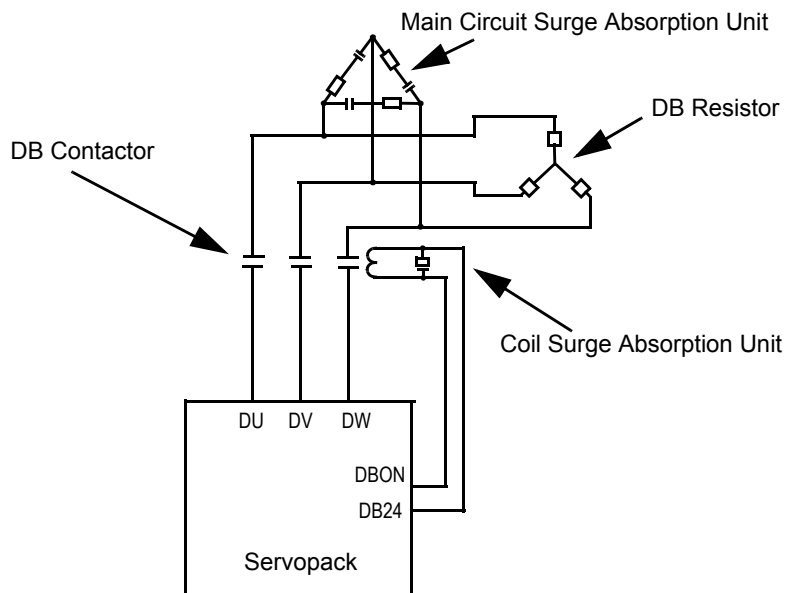 Main Circuit Surge Absorption Unit
DB Resistor
DB Contactor
Coil Surge Absorption Unit
DU DV DW
DBON
DB24
Servopack